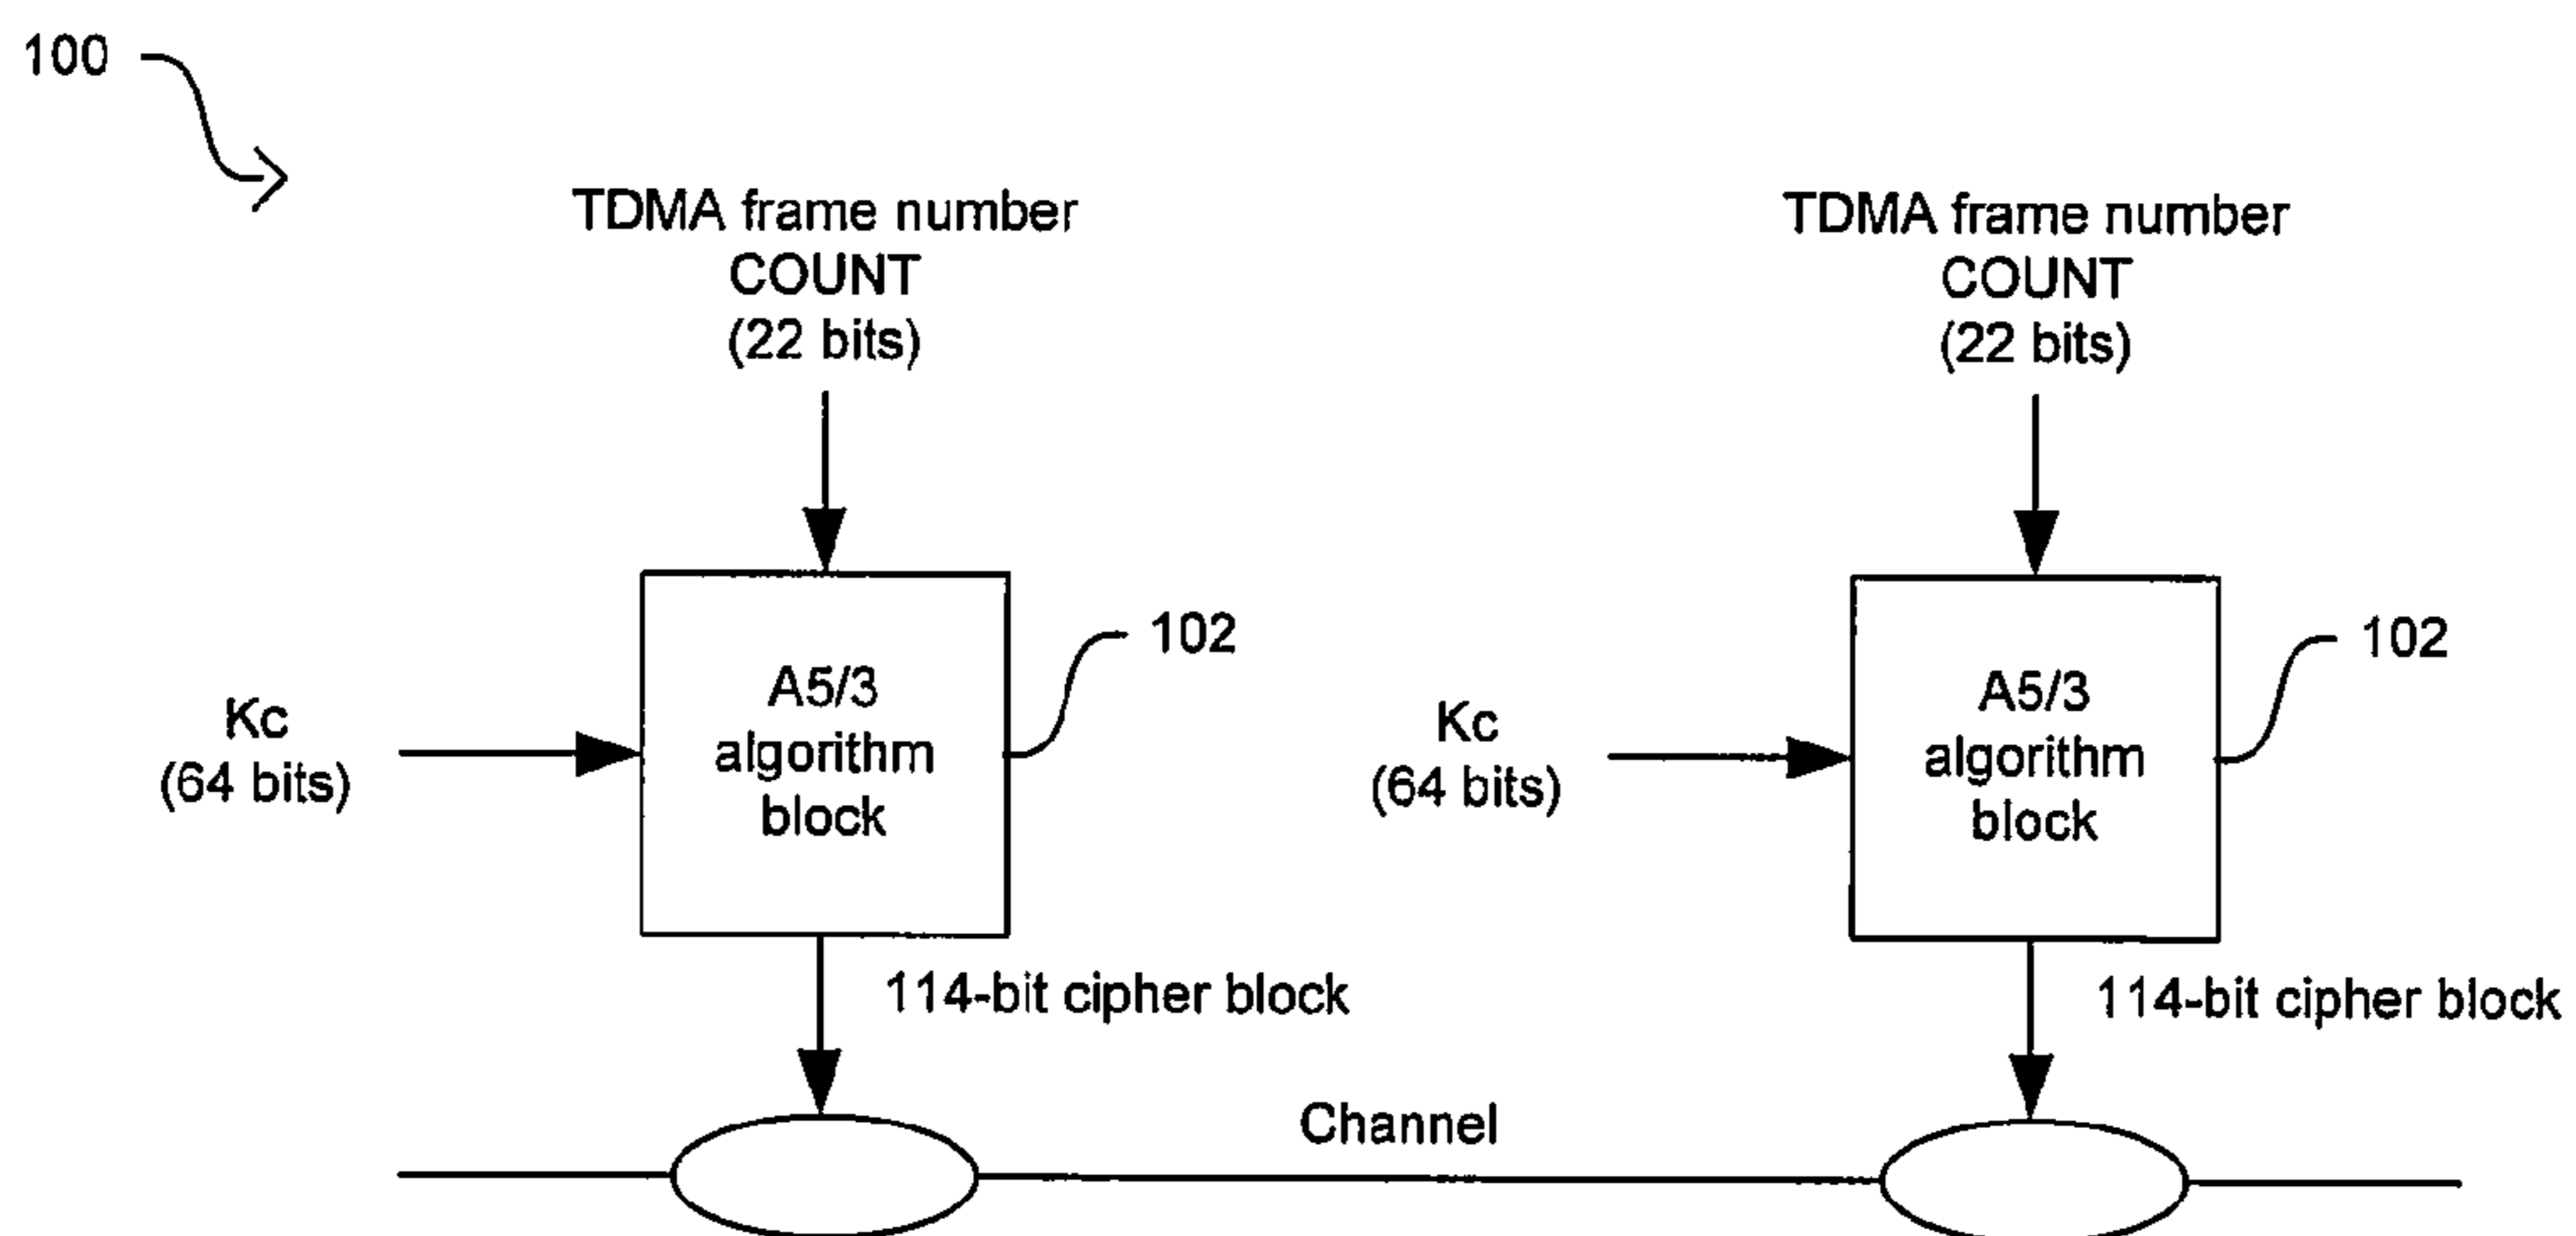 100
TDMA frame number
COUNT
(22 bits)
TDMA frame number
COUNT
(22 bits)
Kc
(64 bits)
A5/3
algorithm
block
102
Kc
(64 bits)
A5/3
algorithm
block
102
114-bit cipher block
114-bit cipher block
Channel